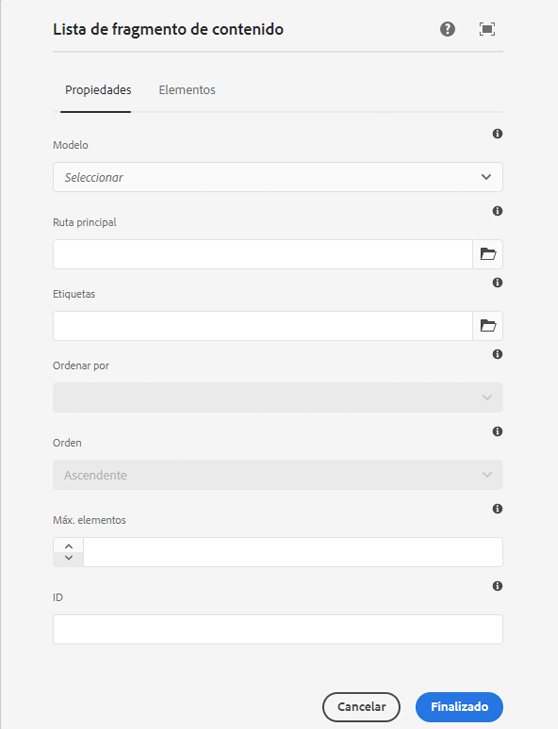 Lista de fragmento de contenido
Propiedades Elementos
Modelo
Seleccionar
Ruta principal
Etiquetas
Ordenar por
Orden
Ascendente
Máx. elementos
ID
Cancelar Finalizado